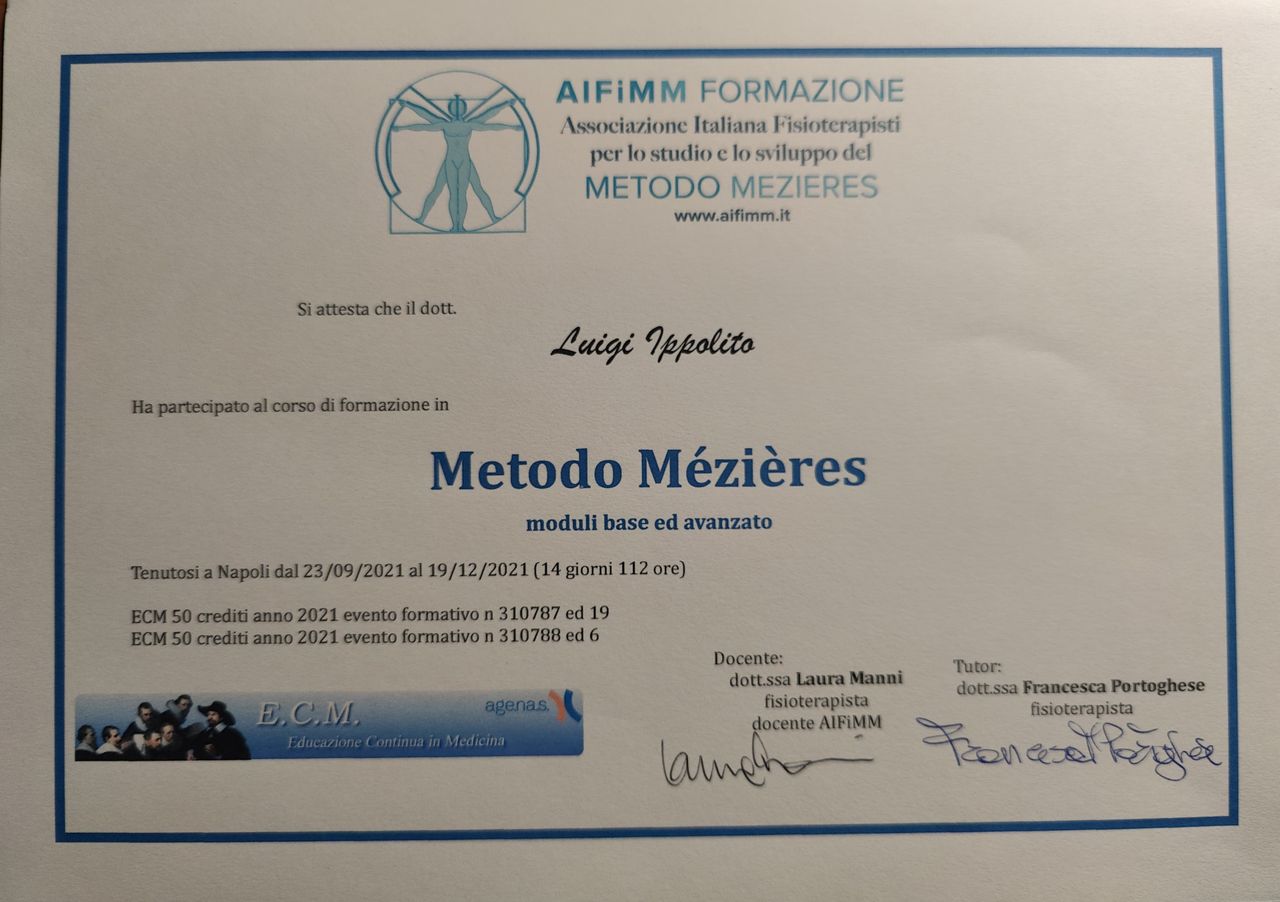 AIFiMM FORMAZIONE
Associazione Italiana Fisioterapisti
per lo studio e lo sviluppo del
METODO MEZIERES
www.aifimm.it
Si attesta che il dott.
Luigi Ippolito
Ha partecipato al corso di formazione in
Metodo Mézières
moduli base ed avanzato
Tenutosi a Napoli dal 23/09/2021 al 19/12/2021 (14 giorni 112 ore)
ECM 50 crediti anno 2021 evento formativo n 310787 ed 19
ECM 50 crediti anno 2021 evento formativo n 310788 ed 6
E.C.M.
agenas.
Educazione Continua in Medicina
Docente:
dott.ssa Laura Manni
fisioterapista
docente AIFiMM
Tutor:
dott.ssa Francesca Portoghese
fisioterapista
Francesca Portoghese